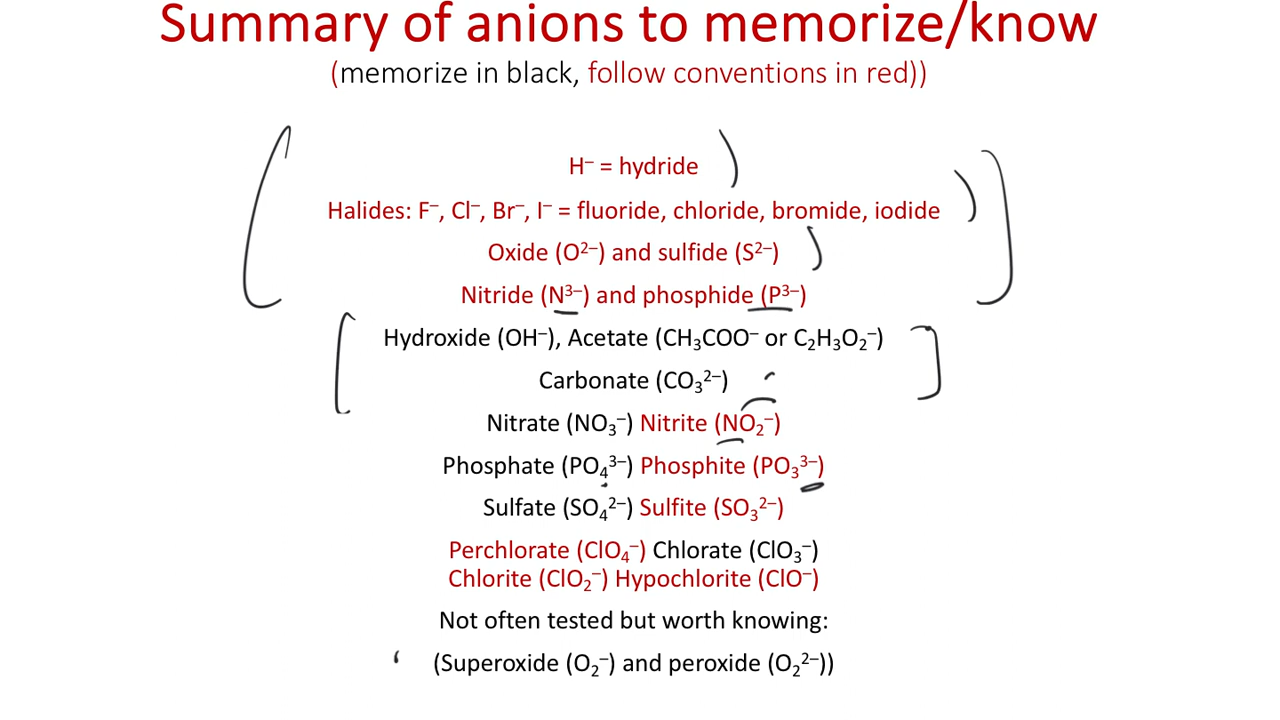 Summary of anions to memorize/know
(memorize in black, follow conventions in red))
H⁻ = hydride
Halides: F⁻, Cl⁻, Br⁻, I⁻ = fluoride, chloride, bromide, iodide
Oxide (O²⁻) and sulfide (S²⁻)
Nitride (N³⁻) and phosphide (P³⁻)
Hydroxide (OH⁻), Acetate (CH₃COO⁻ or C₂H₃O₂⁻)
Carbonate (CO₃²⁻)
Nitrate (NO₃⁻) Nitrite (NO₂⁻)
Phosphate (PO₄³⁻) Phosphite (PO₃³⁻)
Sulfate (SO₄²⁻) Sulfite (SO₃²⁻)
Perchlorate (ClO₄⁻) Chlorate (ClO₃⁻)
Chlorite (ClO₂⁻) Hypochlorite (ClO⁻)
Not often tested but worth knowing:
(Superoxide (O₂⁻) and peroxide (O₂²⁻))